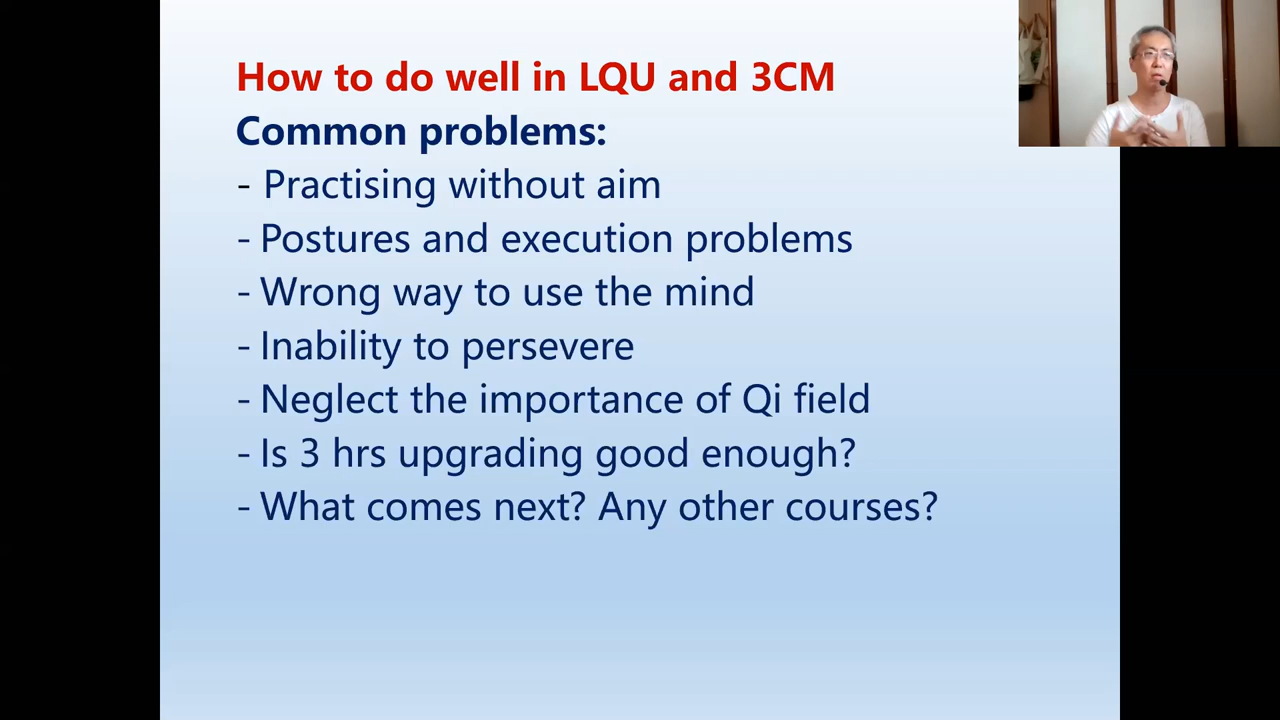 How to do well in LQU and 3CM
Common problems:
- Practising without aim
- Postures and execution problems
- Wrong way to use the mind
- Inability to persevere
- Neglect the importance of Qi field
- Is 3 hrs upgrading good enough?
- What comes next? Any other courses?